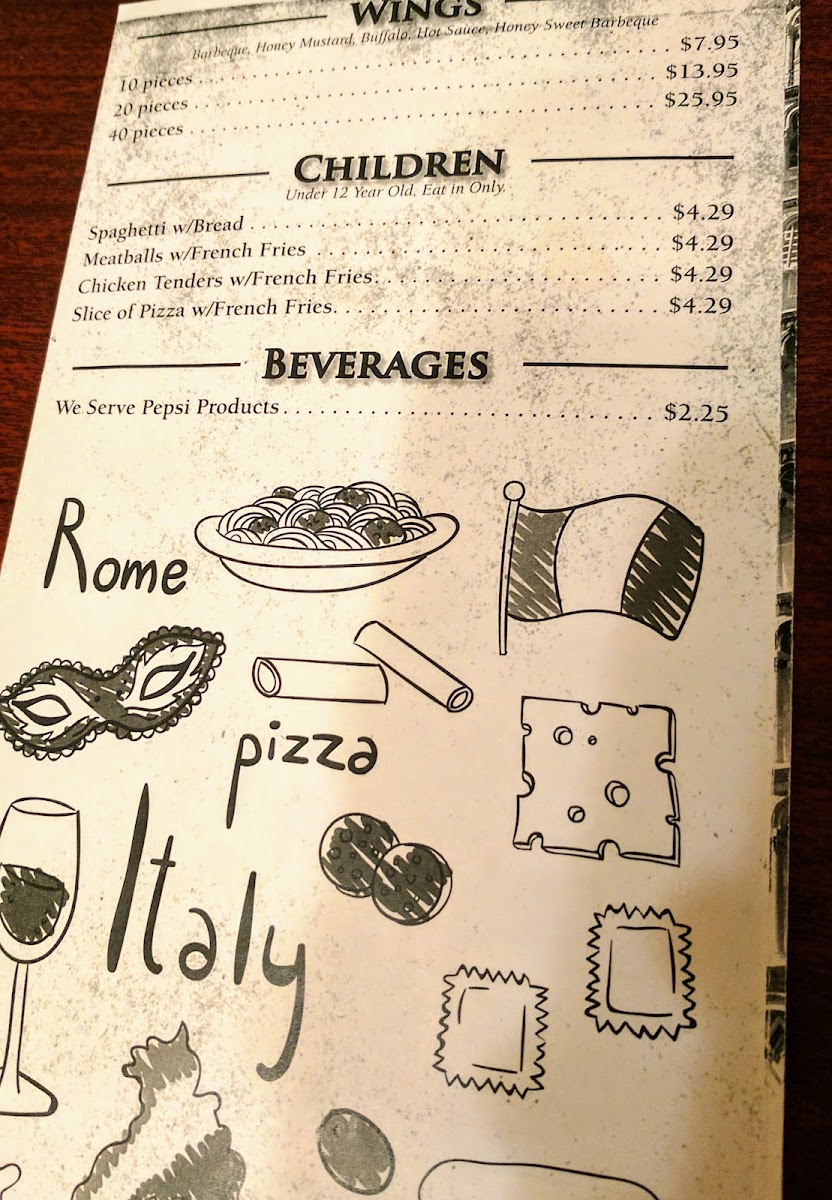 WINGS
Barbeque, Honey Mustard, Buffalo, Hot Sauce, Honey Sweet Barbeque
10 pieces . . . . . . . . . . . . . . . . . . . . . . . . . . . . . . . . . . . . . . $7.95
20 pieces . . . . . . . . . . . . . . . . . . . . . . . . . . . . . . . . . . . . . . $13.95
40 pieces . . . . . . . . . . . . . . . . . . . . . . . . . . . . . . . . . . . . . . $25.95
CHILDREN
Under 12 Year Old. Eat in Only.
Spaghetti w/Bread . . . . . . . . . . . . . . . . . . . . . . . . . . . . . . . . . . $4.29
Meatballs w/French Fries . . . . . . . . . . . . . . . . . . . . . . . . . . . . $4.29
Chicken Tenders w/French Fries. . . . . . . . . . . . . . . . . . . . . . . . $4.29
Slice of Pizza w/French Fries. . . . . . . . . . . . . . . . . . . . . . . . . . . $4.29
BEVERAGES
We Serve Pepsi Products. . . . . . . . . . . . . . . . . . . . . . . . . . . . . . $2.25
Rome
pizza
Italy